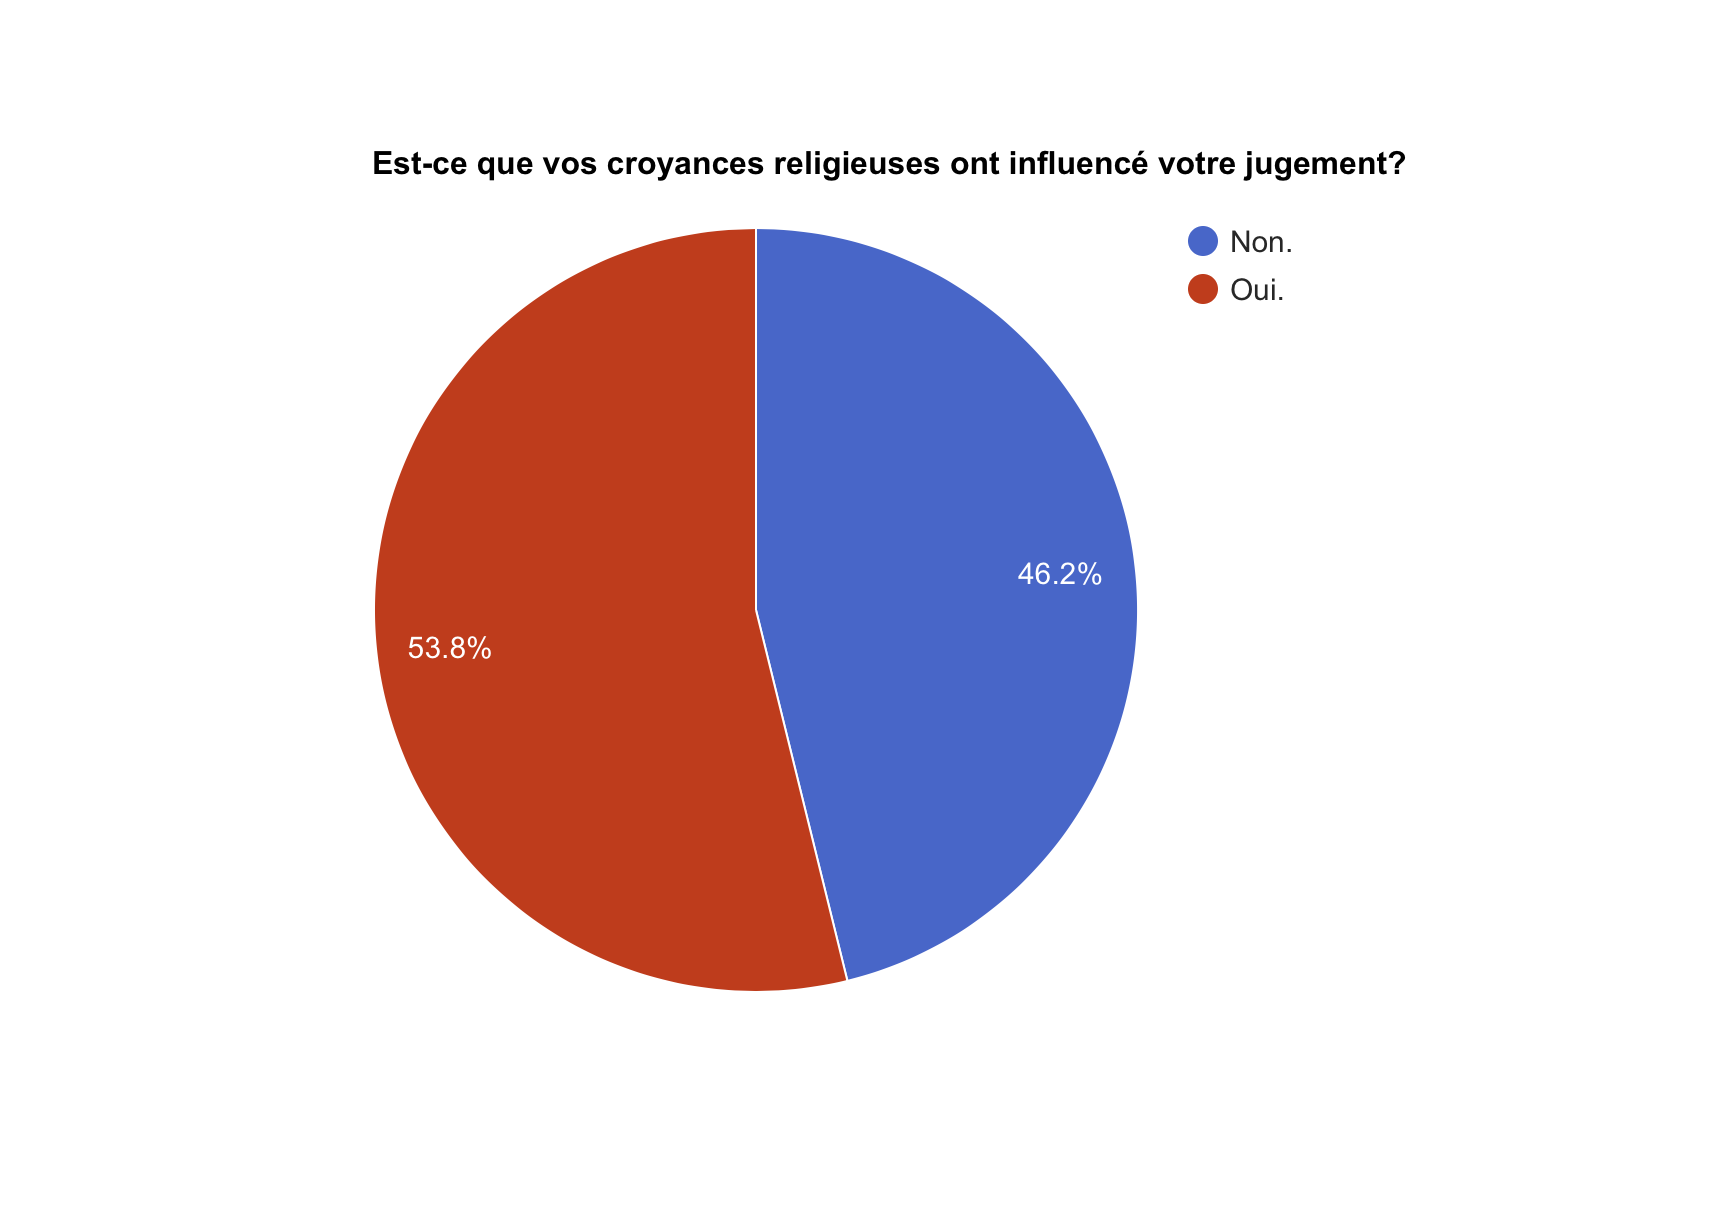 Est-ce que vos croyances religieuses ont influencé votre jugement?
Non.
Oui.
46.2%
53.8%